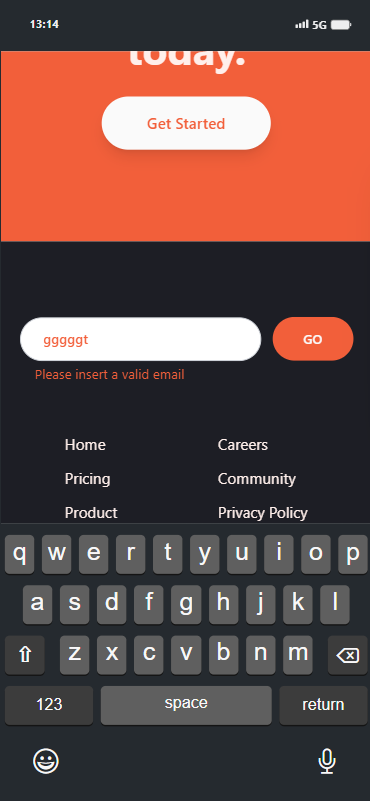 13:14 5G
today.
Get Started
gggggt GO
Please insert a valid email
Home Careers
Pricing Community
Product Privacy Policy
q w e r t y u i o p
a s d f g h j k l
z x c v b n m
123 space return